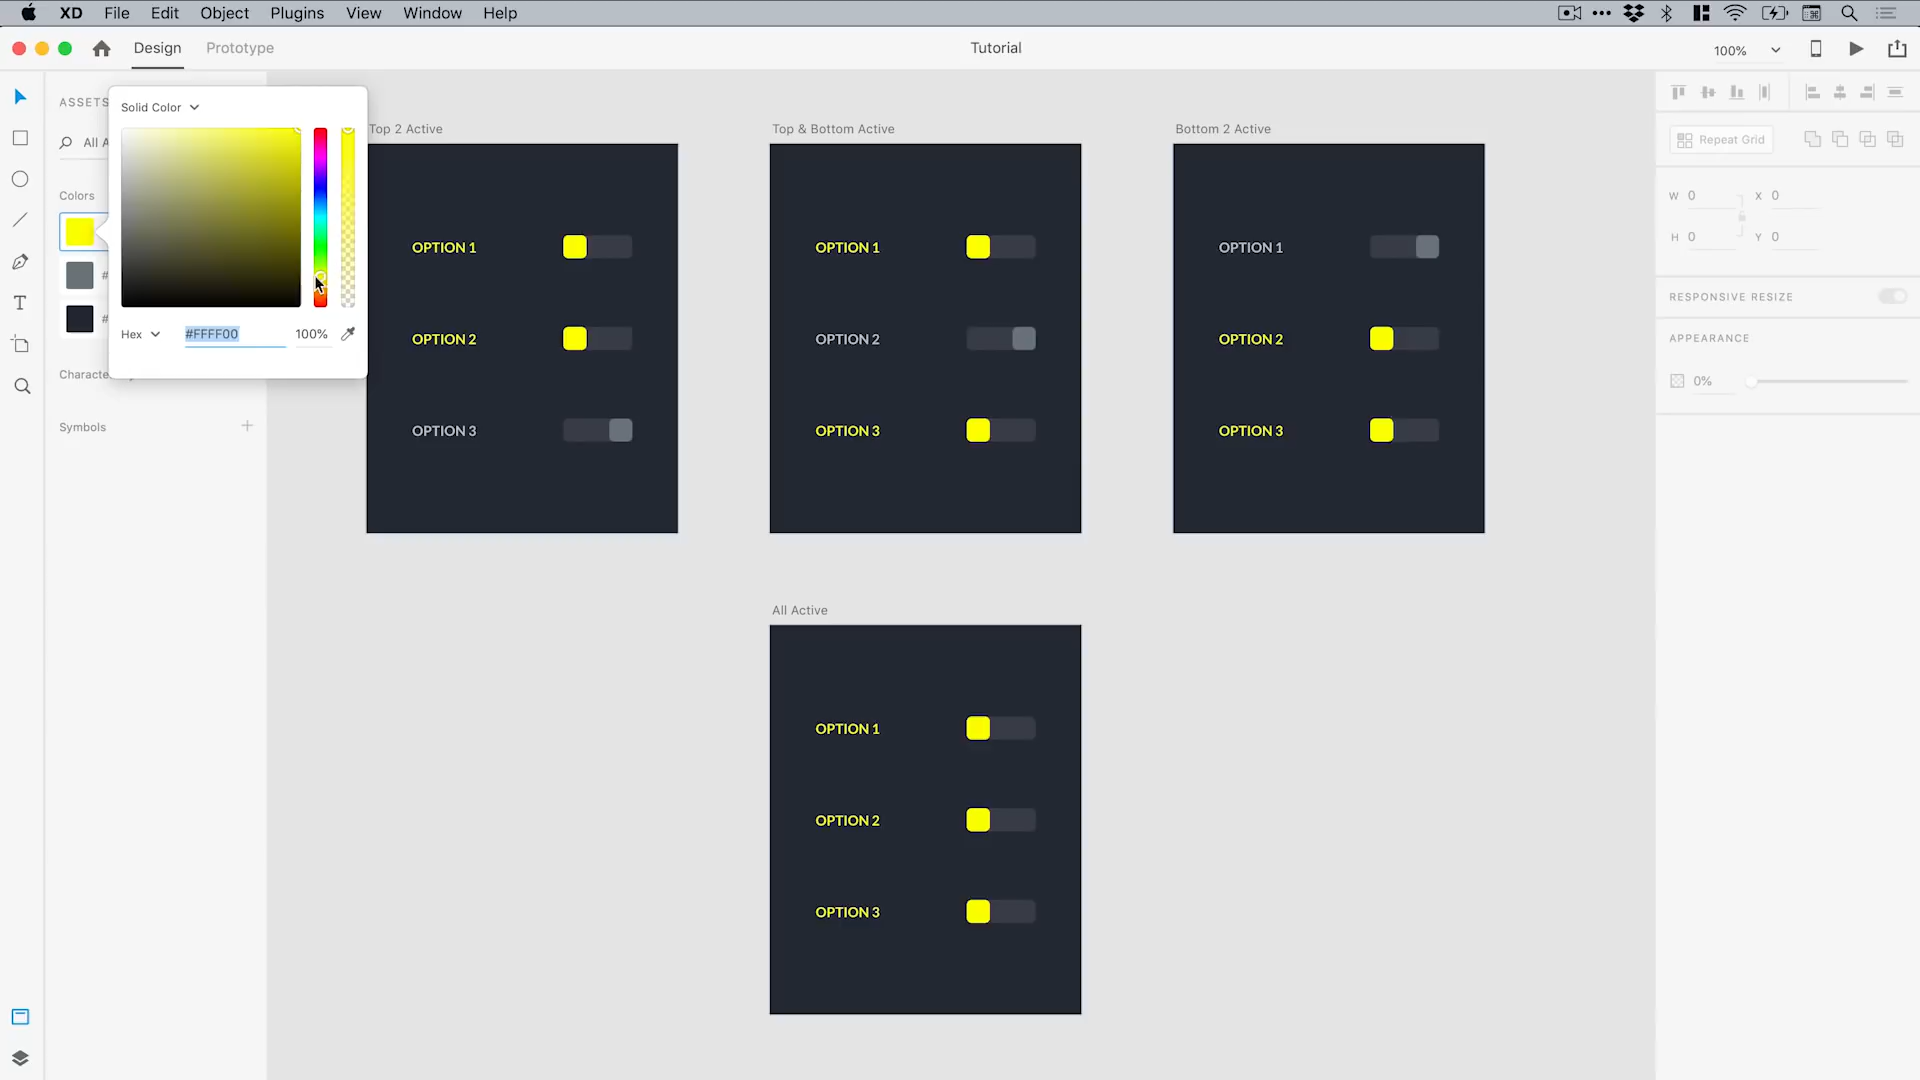 XD File Edit Object Plugins View Window Help
Design Prototype
Tutorial
100%
ASSETS
All A
Colors
#
#
Characte
Symbols
Solid Color
Hex #FFFF00 100%
Top 2 Active
OPTION 1
OPTION 2
OPTION 3
Top & Bottom Active
OPTION 1
OPTION 2
OPTION 3
Bottom 2 Active
OPTION 1
OPTION 2
OPTION 3
All Active
OPTION 1
OPTION 2
OPTION 3
Repeat Grid
W 0 X 0
H 0 Y 0
RESPONSIVE RESIZE
APPEARANCE
0%